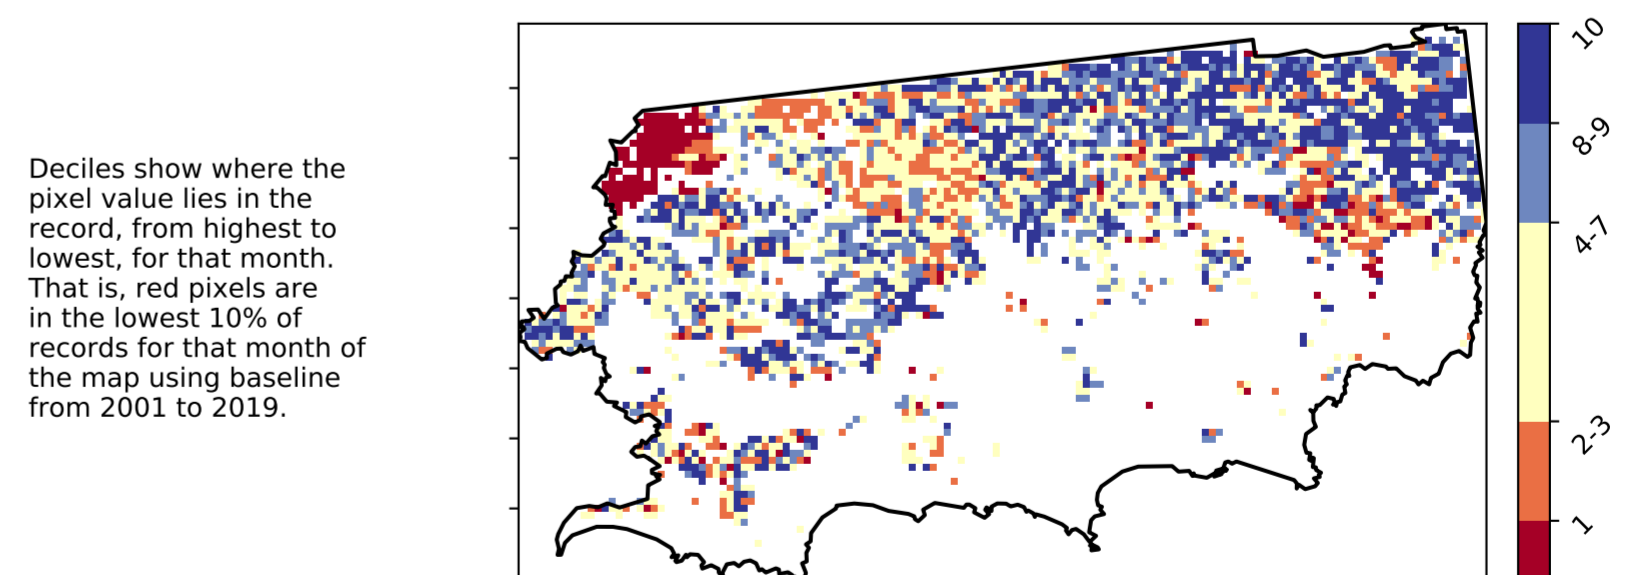 Deciles show where the
pixel value lies in the
record, from highest to
lowest, for that month.
That is, red pixels are
in the lowest 10% of
records for that month of
the map using baseline
from 2001 to 2019.
10
8-9
4-7
2-3
1